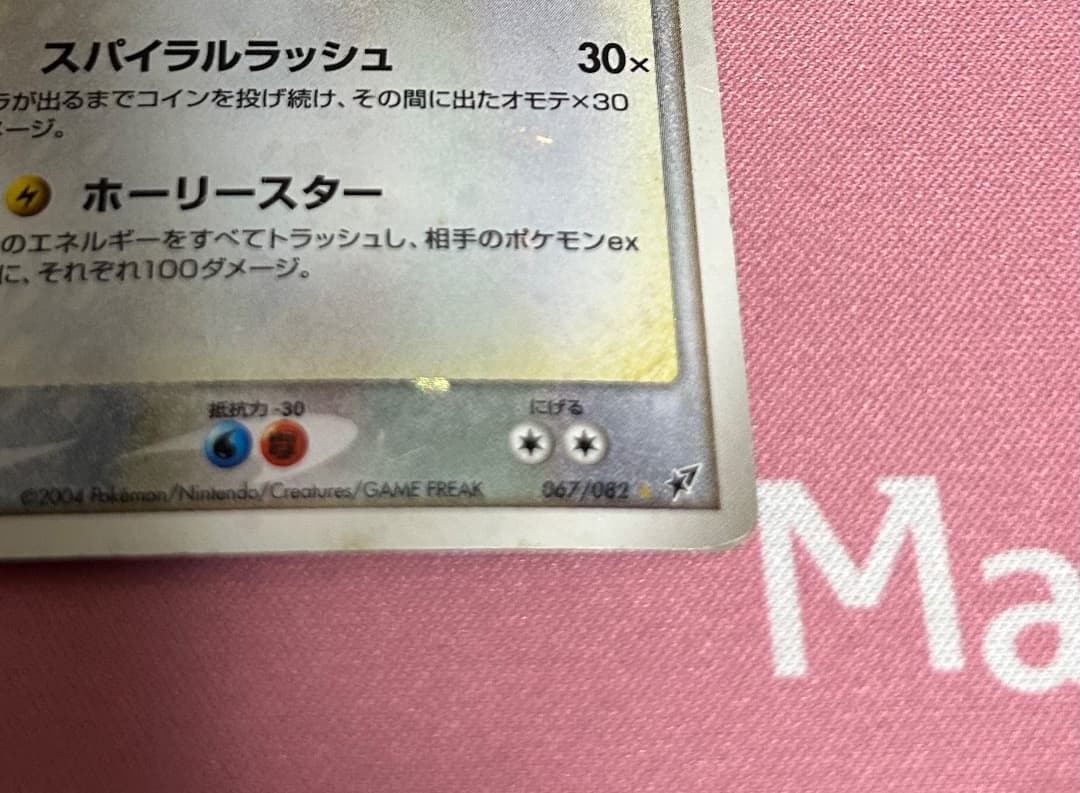 スパイラルラッシュ 30×
が出るまでコインを投げ続け、その間に出たオモテ×30
ージ。
ホーリースター
のエネルギーをすべてトラッシュし、相手のポケモンex
に、それぞれ100ダメージ。
抵抗力 -30 にげる
©2004 Pokémon/Nintendo/Creatures/GAME FREAK 067/082 ★
Ma